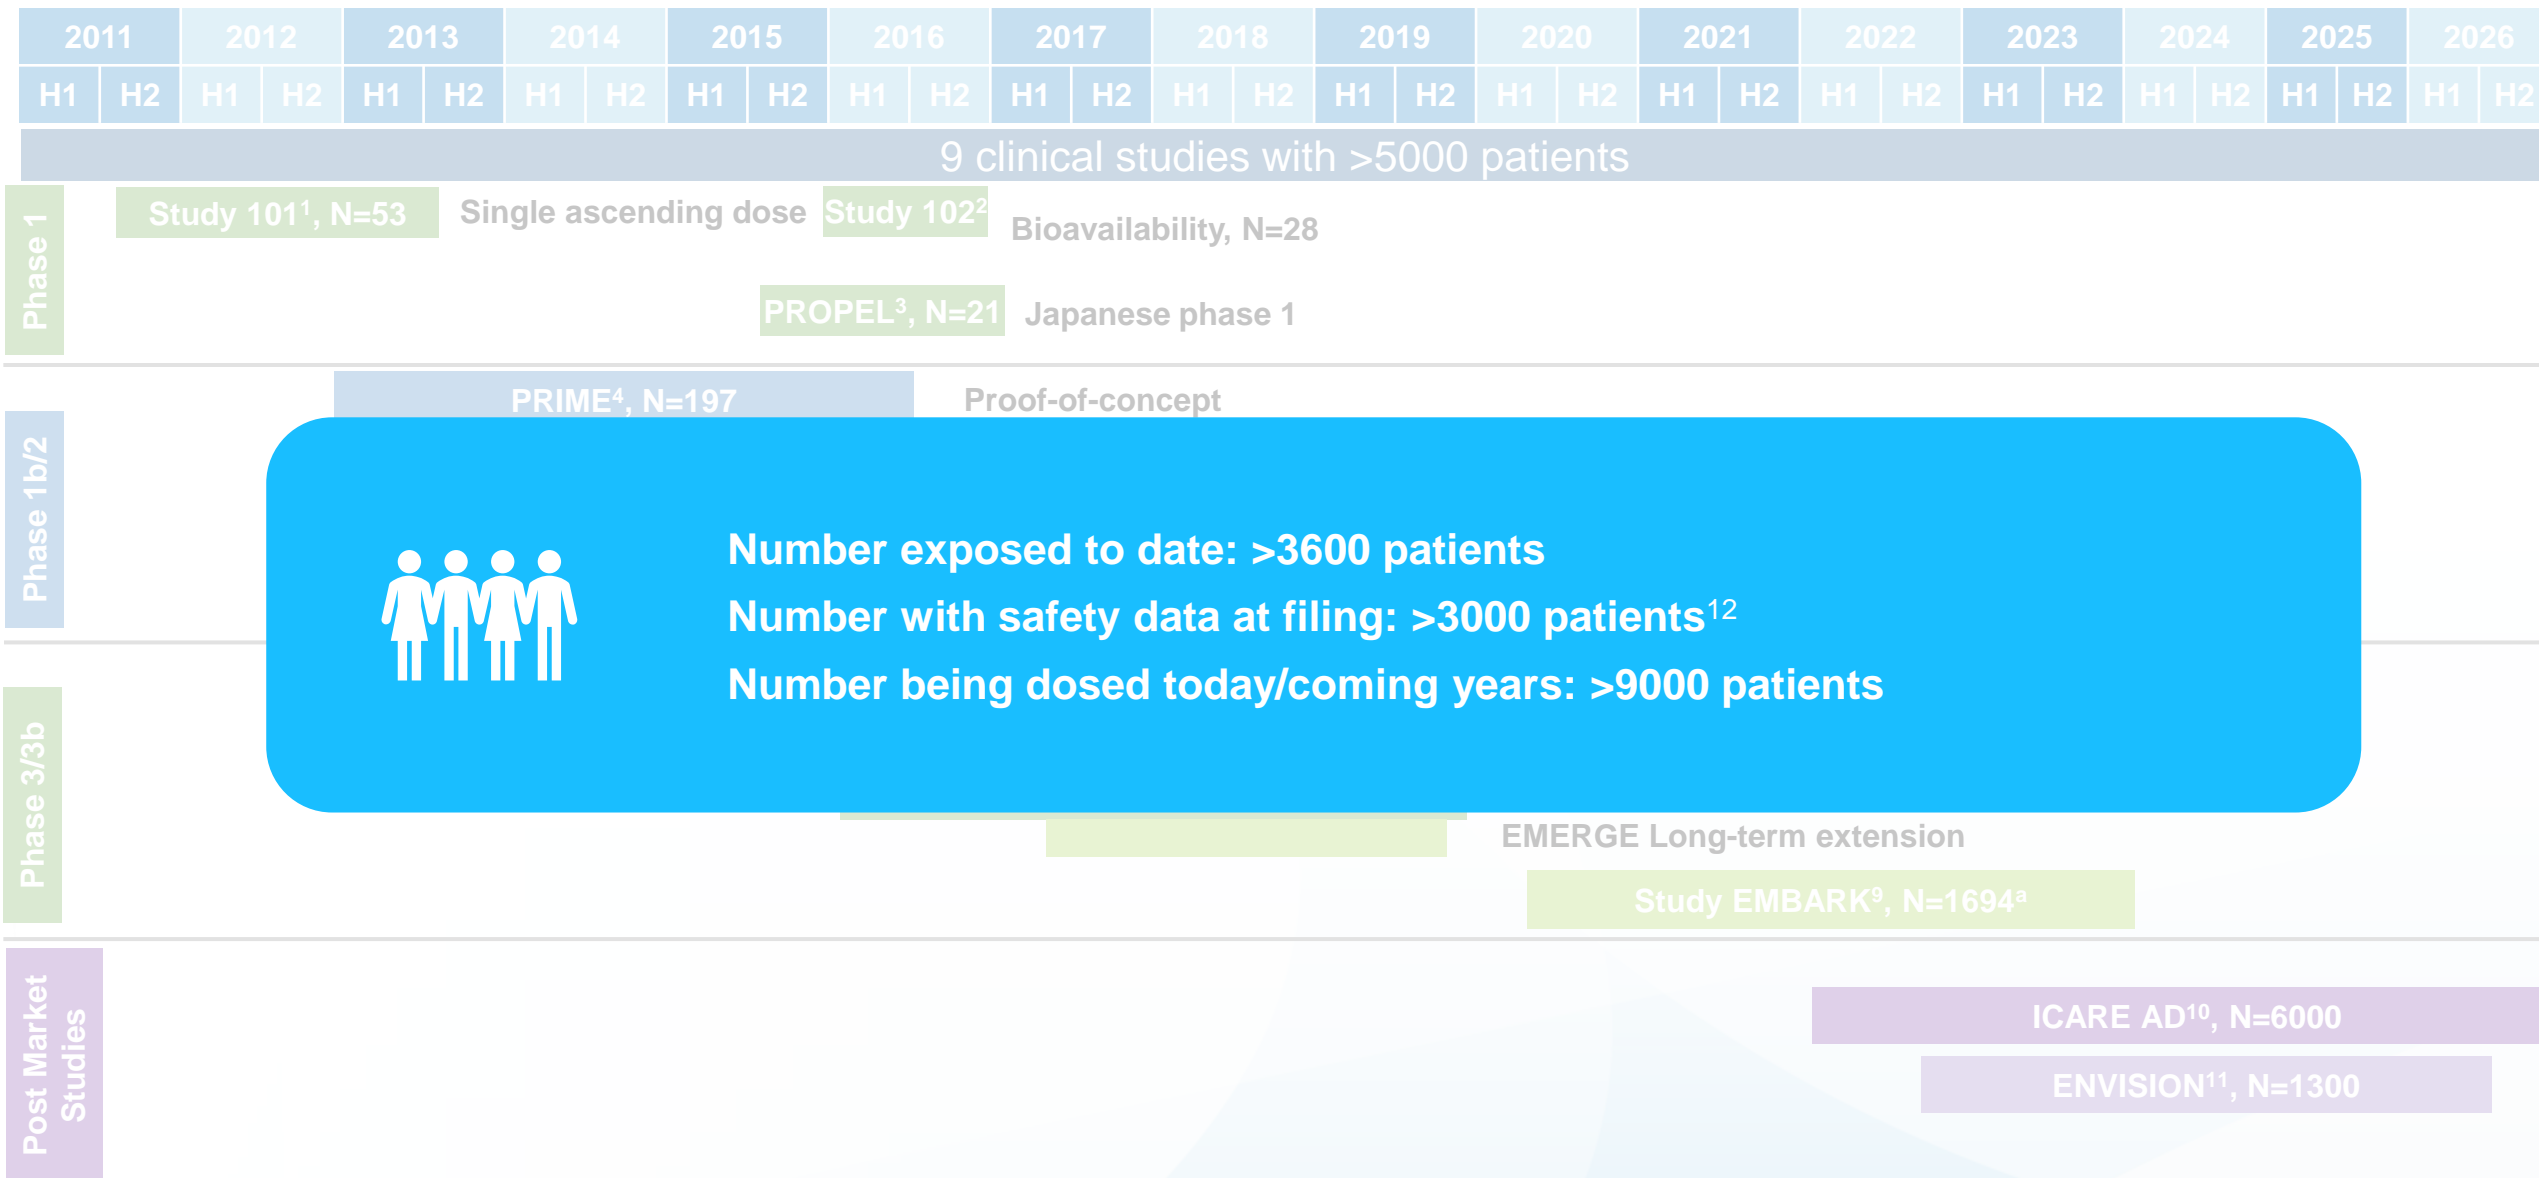 2011 2012 2013 2014 2015 2016 2017 2018 2019 2020 2021 2022 2023 2024 2025 2026
H1 H2 H1 H2 H1 H2 H1 H2 H1 H2 H1 H2 H1 H2 H1 H2 H1 H2 H1 H2 H1 H2 H1 H2 H1 H2 H1 H2 H1 H2 H1 H2
9 clinical studies with >5000 patients
Phase 1
Study 101¹, N=53
Single ascending dose
Study 102²
Bioavailability, N=28
PROPEL³, N=21
Japanese phase 1
Phase 1b/2
PRIME⁴, N=197
Proof-of-concept
Number exposed to date: >3600 patients
Number with safety data at filing: >3000 patients¹²
Number being dosed today/coming years: >9000 patients
Phase 3/3b
EMERGE Long-term extension
Study EMBARK⁹, N=1694ᵃ
Post Market
Studies
ICARE AD¹⁰, N=6000
ENVISION¹¹, N=1300